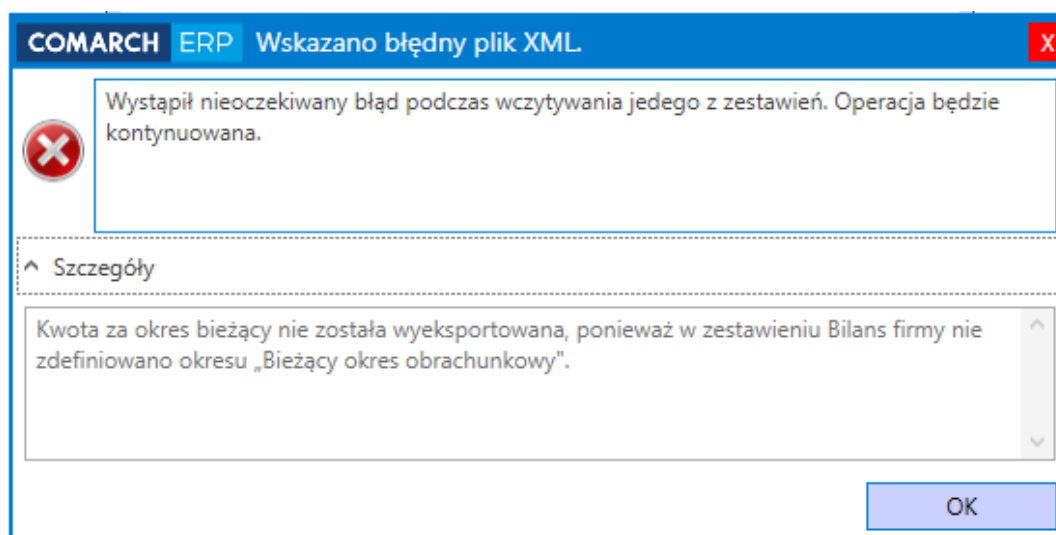 COMARCH ERP Wskazano błędny plik XML.
X
Wystąpił nieoczekiwany błąd podczas wczytywania jedego z zestawień. Operacja będzie
kontynuowana.
Szczegóły
Kwota za okres bieżący nie została wyeksportowana, ponieważ w zestawieniu Bilans firmy nie
zdefiniowano okresu „Bieżący okres obrachunkowy".
OK